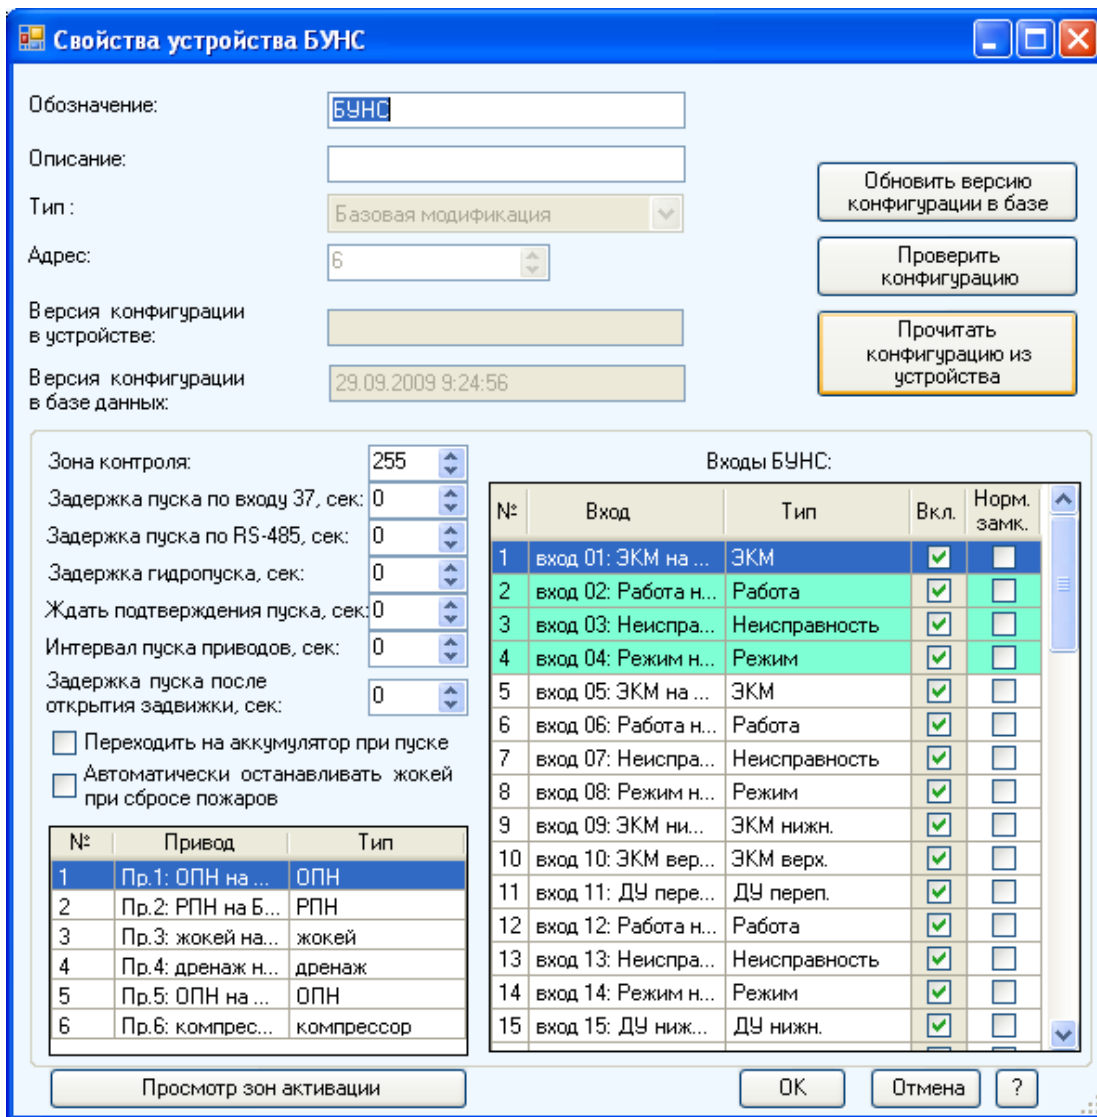 Свойства устройства БУНС
Обозначение: БУНС
Описание:
Обновить версию
конфигурации в базе
Тип : Базовая модификация
Адрес: 6
Проверить
конфигурацию
Версия конфигурации
в устройстве:
Прочитать
конфигурацию из
устройства
Версия конфигурации
в базе данных: 29.09.2009 9:24:56
Зона контроля: 255
Задержка пуска по входу 37, сек: 0
Задержка пуска по RS-485, сек: 0
Задержка гидропуска, сек: 0
Ждать подтверждения пуска, сек: 0
Интервал пуска приводов, сек: 0
Задержка пуска после
открытия задвижки, сек: 0
Переходить на аккумулятор при пуске
Автоматически останавливать жокей
при сбросе пожаров
№ Привод Тип
1 Пр.1: ОПН на ... ОПН
2 Пр.2: РПН на Б... РПН
3 Пр.3: жокей на... жокей
4 Пр.4: дренаж н... дренаж
5 Пр.5: ОПН на ... ОПН
6 Пр.6: компрес... компрессор
Входы БУНС:
№ Вход Тип Вкл. Норм. замк.
1 вход 01: ЭКМ на ... ЭКМ
2 вход 02: Работа н... Работа
3 вход 03: Неиспра... Неисправность
4 вход 04: Режим н... Режим
5 вход 05: ЭКМ на ... ЭКМ
6 вход 06: Работа н... Работа
7 вход 07: Неиспра... Неисправность
8 вход 08: Режим н... Режим
9 вход 09: ЭКМ ни... ЭКМ нижн.
10 вход 10: ЭКМ вер... ЭКМ верх.
11 вход 11: ДУ пере... ДУ переп.
12 вход 12: Работа н... Работа
13 вход 13: Неиспра... Неисправность
14 вход 14: Режим н... Режим
15 вход 15: ДУ ниж... ДУ нижн.
Просмотр зон активации
OK
Отмена
?